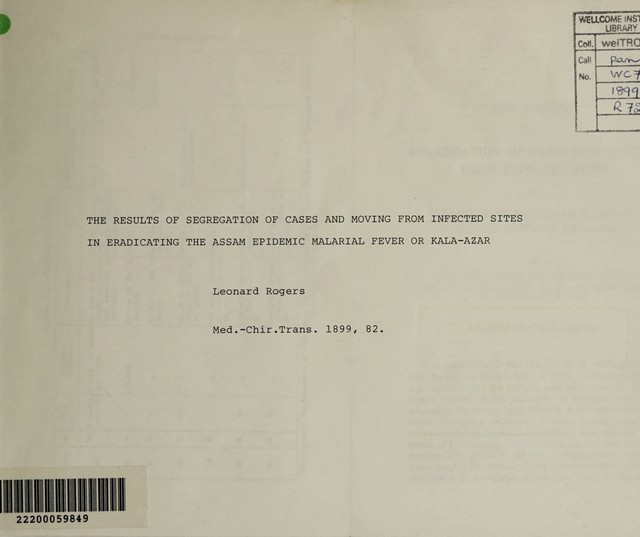 WELLCOME INST
LIBRARY
Coll. welTRO
Call pam
No. WC7
1899
R 72
THE RESULTS OF SEGREGATION OF CASES AND MOVING FROM INFECTED SITES
IN ERADICATING THE ASSAM EPIDEMIC MALARIAL FEVER OR KALA-AZAR
Leonard Rogers
Med.-Chir.Trans. 1899, 82.
22200059849